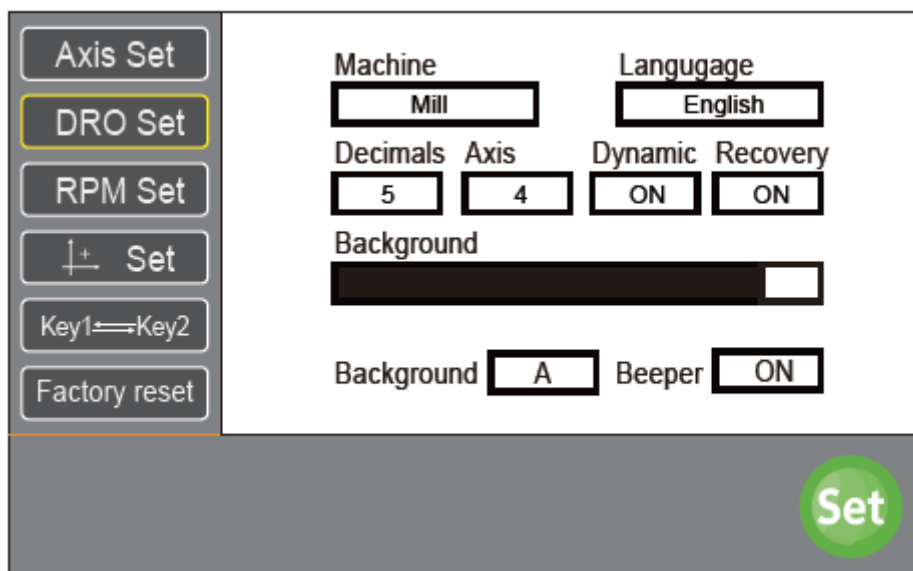 Axis Set
DRO Set
RPM Set
Set
Key1 Key2
Factory reset
Machine Langugage
Mill English
Decimals Axis Dynamic Recovery
5 4 ON ON
Background
Background A Beeper ON
Set